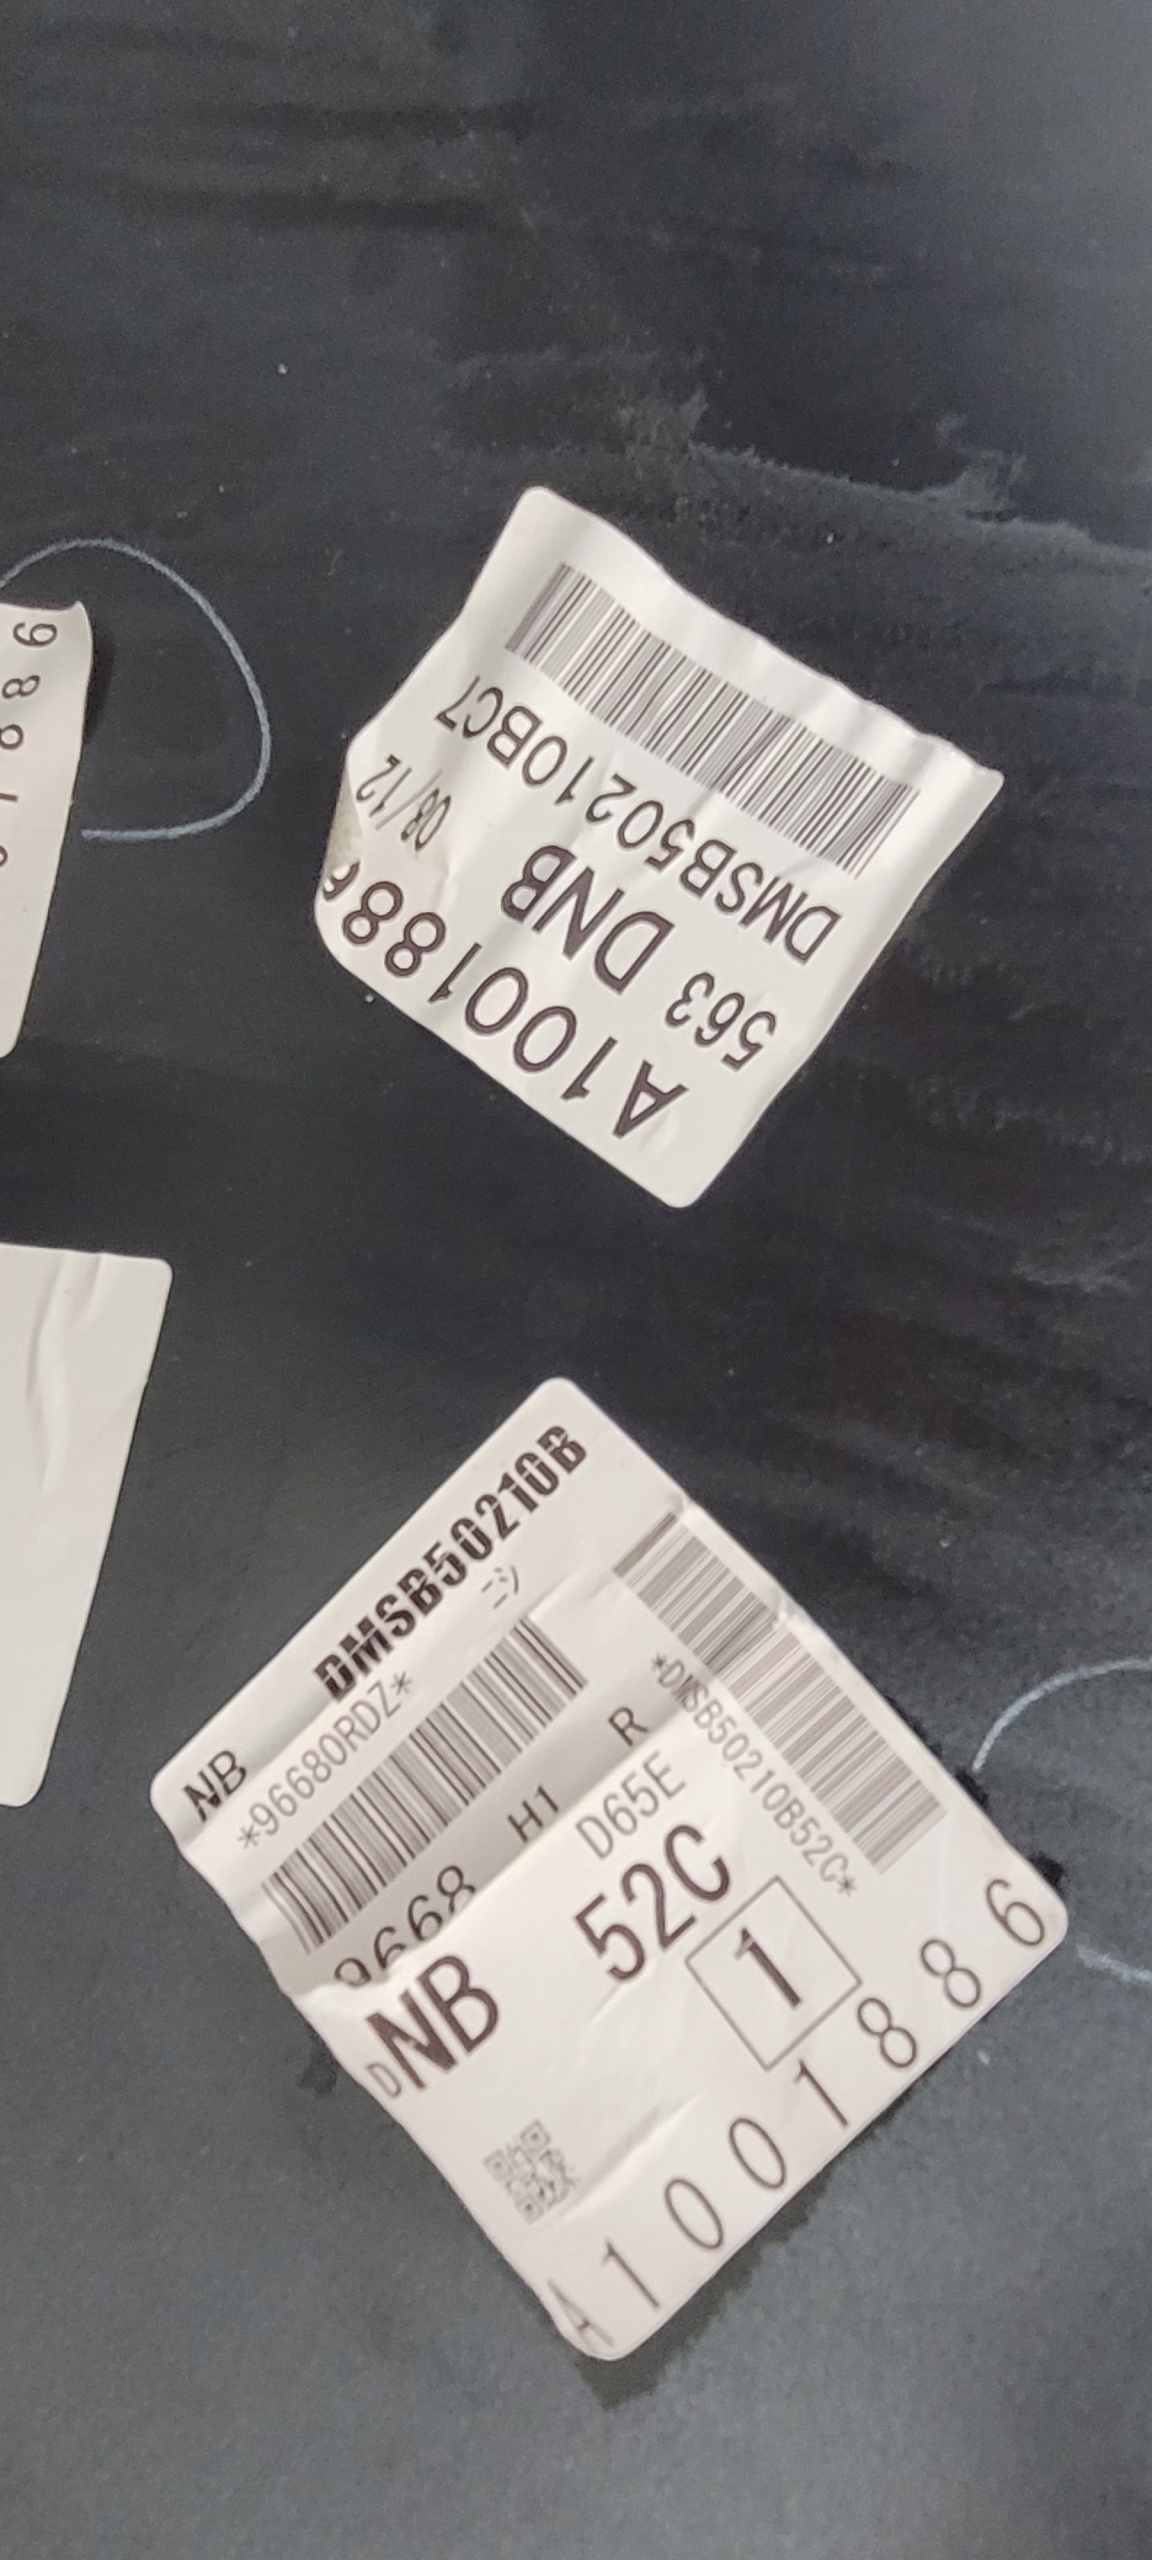 A1001886
563 DNB
08/12
DMSB50210BC7
DMSB50210B
ニシ
NB
*96680RDZ*
9668
H1
R
*DMSB50210B52C*
D65E
52C
DNB
1
A1001886